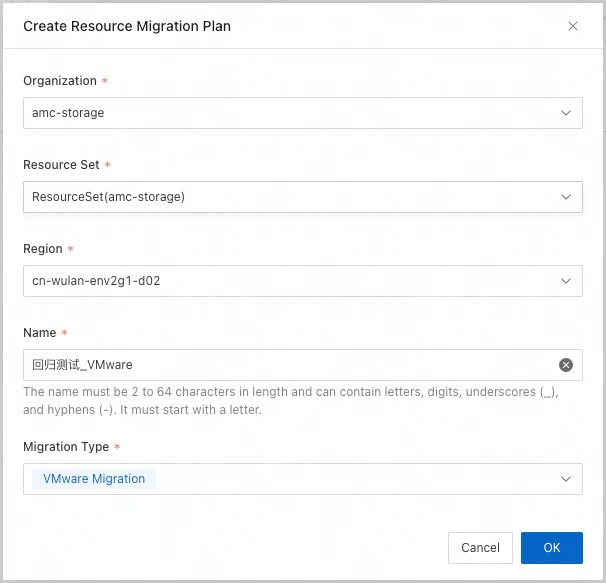 Create Resource Migration Plan
Organization *
amc-storage
Resource Set *
ResourceSet(amc-storage)
Region *
cn-wulan-env2g1-d02
Name *
回归测试_VMware
The name must be 2 to 64 characters in length and can contain letters, digits, underscores (_),
and hyphens (-). It must start with a letter.
Migration Type *
VMware Migration
Cancel OK